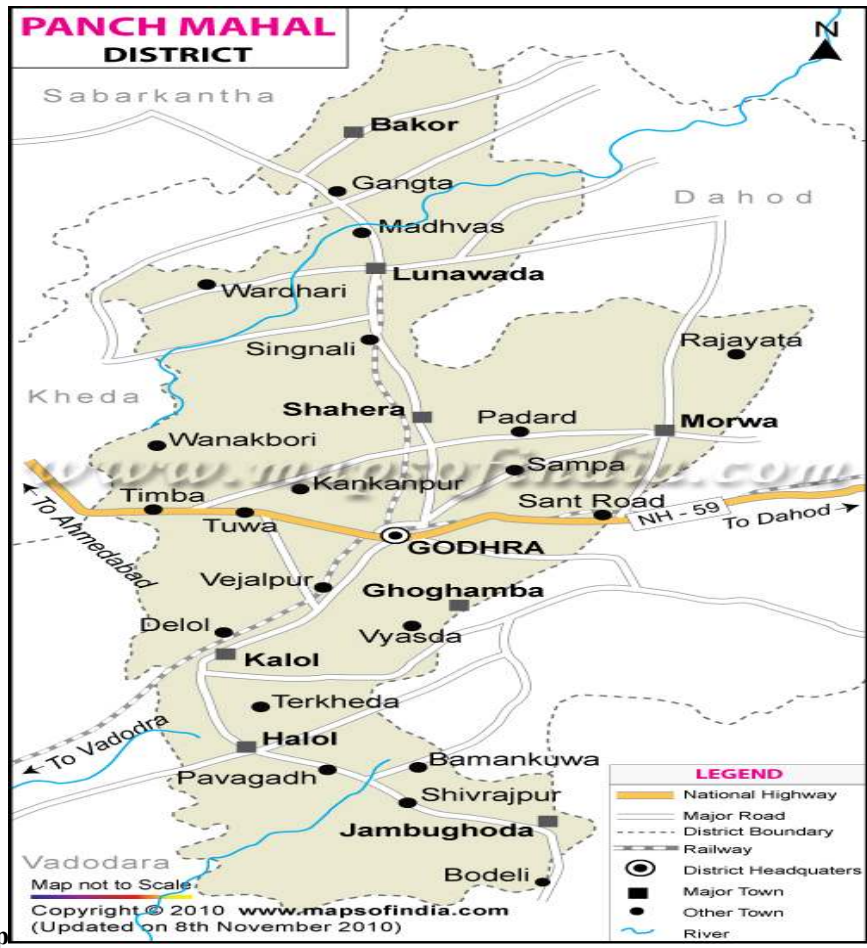 PANCH MAHAL
DISTRICT
N
Sabarkantha
Bakor
Gangta
Dahod
Madhvas
Lunawada
Wardhari
Singnali
Rajayata
Kheda
Shahera
Padard
Morwa
Wanakbori
www.mapsofindia.com
Sampa
Kankanpur
Timba
Sant Road
Tuwa
NH - 59
To Dahod
To Ahmedabad
GODHRA
Vejalpur
Ghoghamba
Delol
Vyasda
Kalol
Terkheda
To Vadodra
Halol
Bamankuwa
Pavagadh
Shivrajpur
Jambughoda
Vadodara
Bodeli
LEGEND
National Highway
Major Road
District Boundary
Railway
District Headquaters
Major Town
Other Town
River
Map not to Scale
Copyright © 2010 www.mapsofindia.com
(Updated on 8th November 2010)